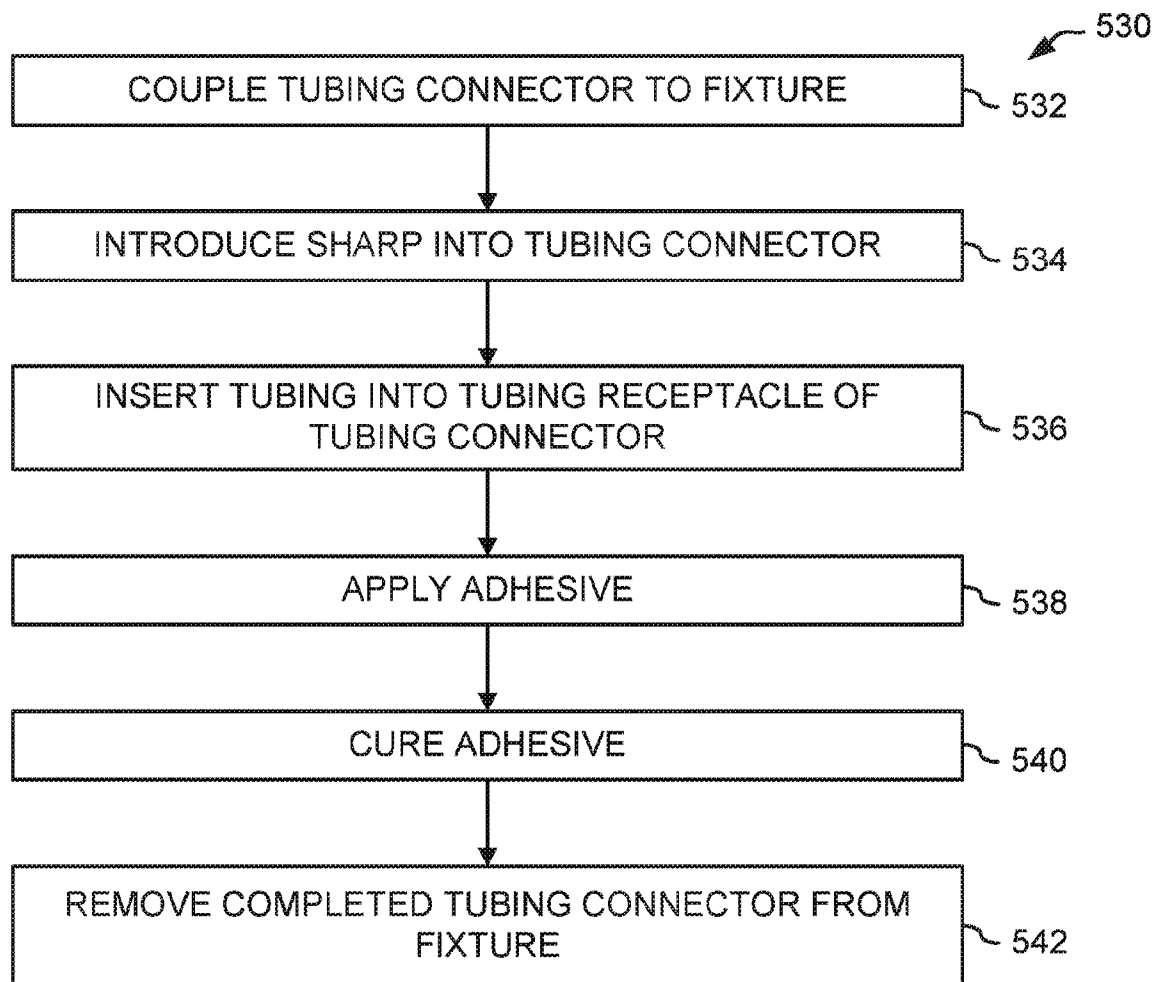 530
COUPLE TUBING CONNECTOR TO FIXTURE
532
INTRODUCE SHARP INTO TUBING CONNECTOR
534
INSERT TUBING INTO TUBING RECEPTACLE OF
TUBING CONNECTOR
536
APPLY ADHESIVE
538
CURE ADHESIVE
540
REMOVE COMPLETED TUBING CONNECTOR FROM
FIXTURE
542